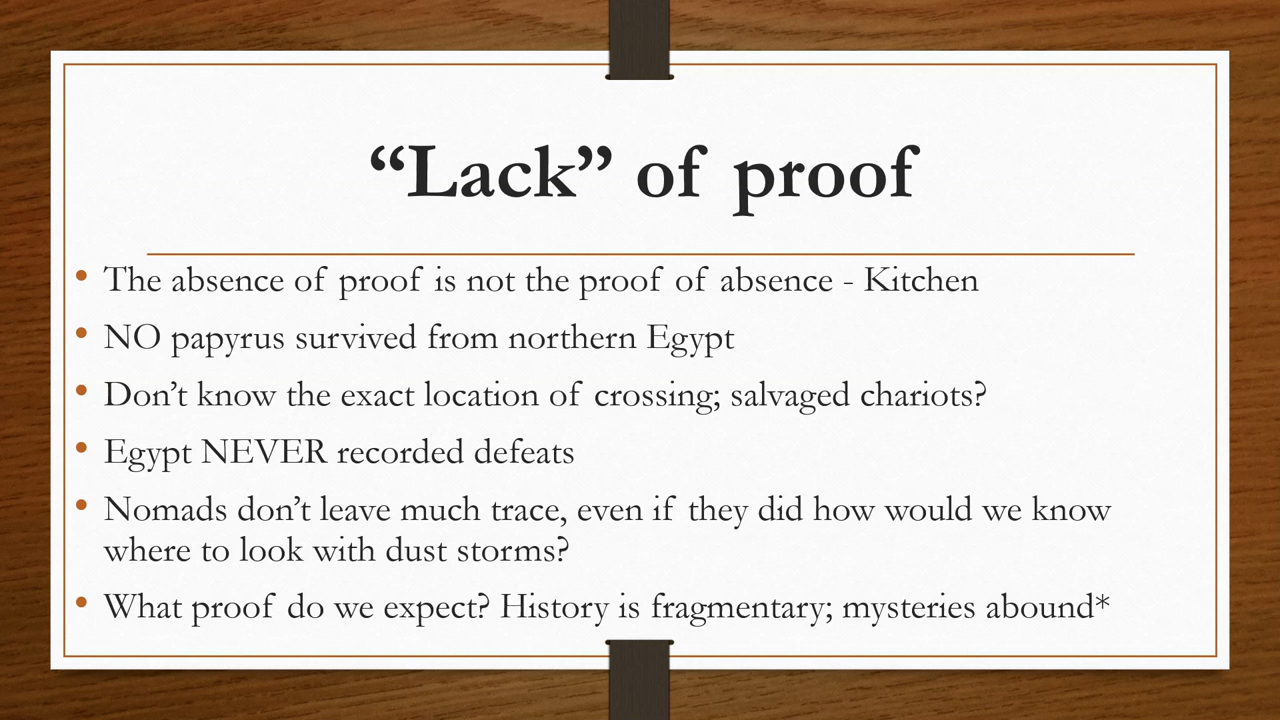 “Lack” of proof
• The absence of proof is not the proof of absence - Kitchen
• NO papyrus survived from northern Egypt
• Don’t know the exact location of crossing; salvaged chariots?
• Egypt NEVER recorded defeats
• Nomads don’t leave much trace, even if they did how would we know
where to look with dust storms?
• What proof do we expect? History is fragmentary; mysteries abound*